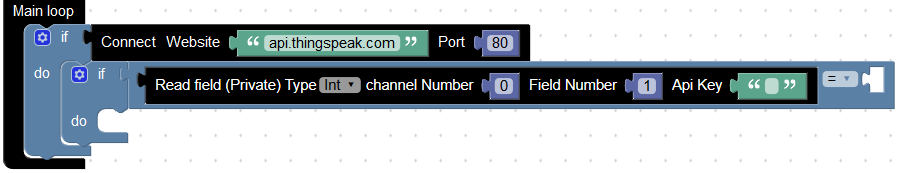 Main loop
if Connect Website “ api.thingspeak.com ” Port 80
do if Read field (Private) Type Int ▾ channel Number 0 Field Number 1 Api Key “ ” = ▾
do